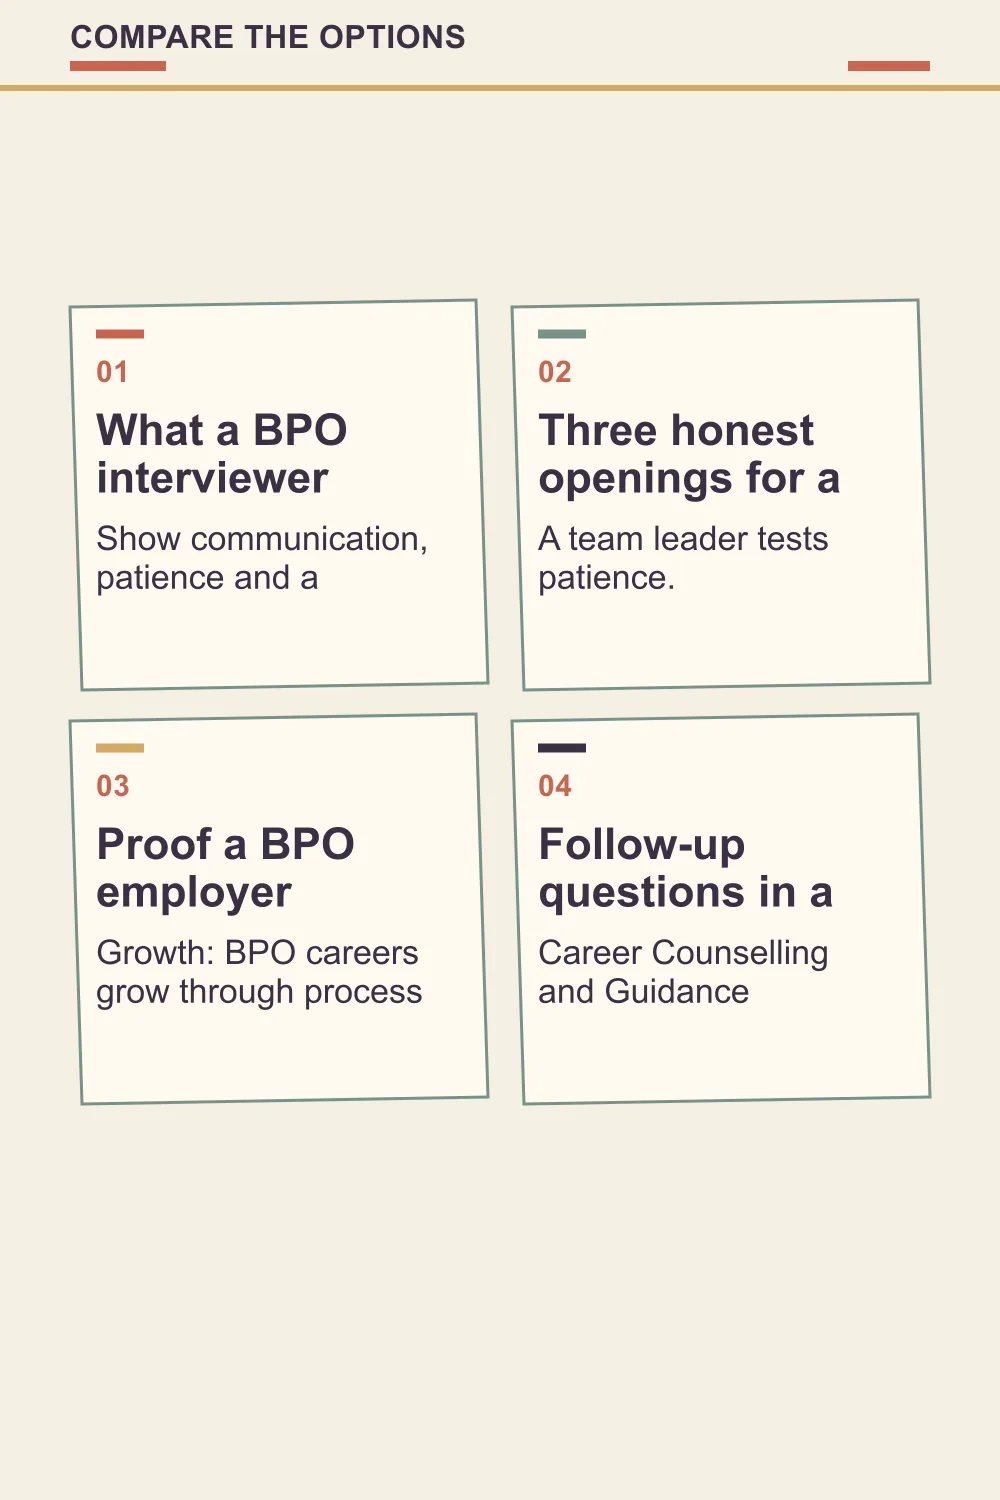 COMPARE THE OPTIONS
01
What a BPO
interviewer
Show communication,
patience and a
02
Three honest
openings for a
A team leader tests
patience.
03
Proof a BPO
employer
Growth: BPO careers
grow through process
04
Follow-up
questions in a
Career Counselling
and Guidance